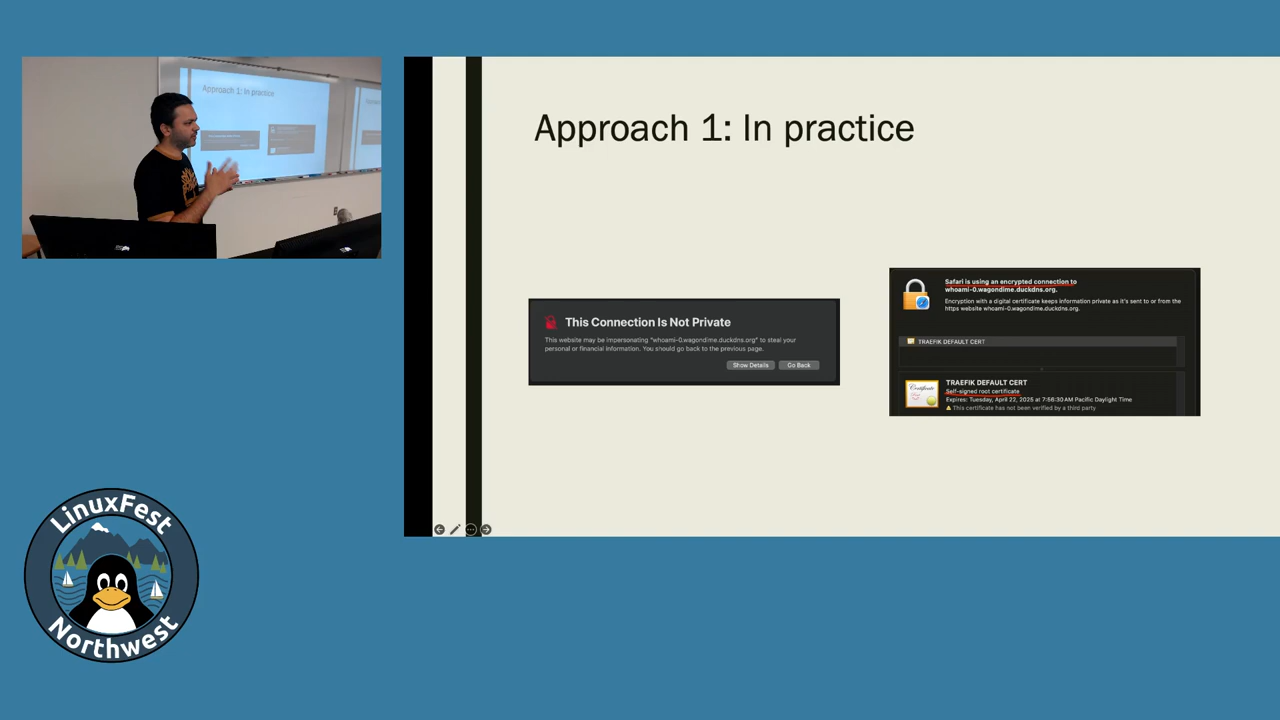 Approach 1: In practice
Approach 1: In practice
This Connection Is Not Private
This website may be impersonating "whoami-0.wagondime.duckdns.org" to steal your
personal or financial information. You should go back to the previous page.
Show Details
Go Back
Safari is using an encrypted connection to
whoami-0.wagondime.duckdns.org.
Encryption with a digital certificate keeps information private as it's sent to or from the
https website whoami-0.wagondime.duckdns.org.
TRAEFIK DEFAULT CERT
Certificate
TRAEFIK DEFAULT CERT
Self-signed root certificate
Expires: Tuesday, April 22, 2025 at 7:56:30 AM Pacific Daylight Time
This certificate has not been verified by a third party.
LinuxFest
Northwest